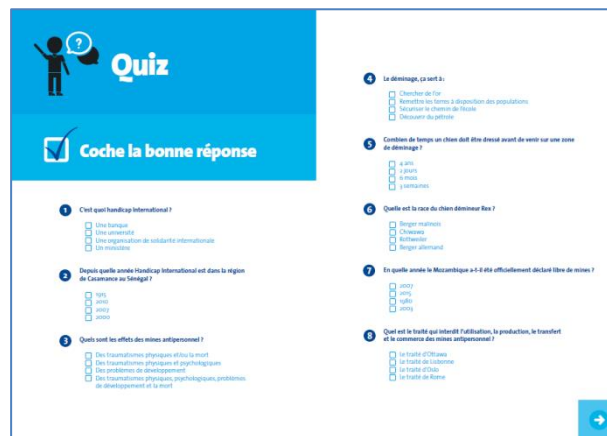 ?
Quiz
Coche la bonne réponse
1 C'est quoi handicap International ?
Une banque
Une université
Une organisation de solidarité internationale
Un ministère
2 Depuis quelle année Handicap International est dans la région
de Casamance au Sénégal ?
1915
2010
2007
2000
3 Quels sont les effets des mines antipersonnel ?
Des traumatismes physiques et/ou la mort
Des traumatismes physiques et psychologiques
Des problèmes de développement
Des traumatismes physiques, psychologiques, problèmes
de développement et la mort
4 Le déminage, ça sert à :
Chercher de l'or
Remettre les terres à disposition des populations
Sécuriser le chemin de l'école
Découvrir du pétrole
5 Combien de temps un chien doit être dressé avant de venir sur une zone
de déminage ?
4 ans
2 jours
6 mois
3 semaines
6 Quelle est la race du chien démineur Rex ?
Berger malinois
Chiwawa
Rottweiler
Berger allemand
7 En quelle année le Mozambique a-t-il été officiellement déclaré libre de mines ?
2007
2015
1980
2009
8 Quel est le traité qui interdit l'utilisation, la production, le transfert
et le commerce des mines antipersonnel ?
Le traité d'Ottawa
Le traité de Lisbonne
Le traité d'Oslo
Le traité de Rome